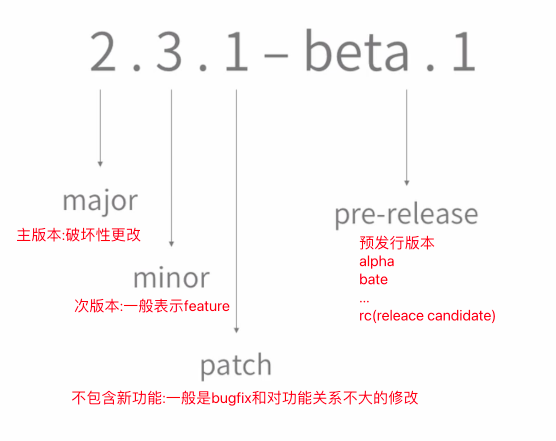 2.3.1–beta.1
major
主版本:破坏性更改
pre-release
预发行版本
alpha
bate
...
rc(releace candidate)
minor
次版本:一般表示feature
patch
不包含新功能:一般是bugfix和对功能关系不大的修改